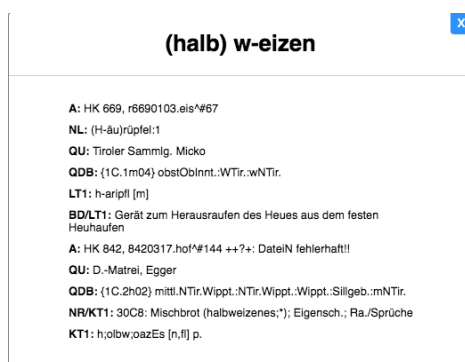 X
(halb) w-eizen
A: HK 669, r6690103.eis^#67
NL: (H-äu)rüpfel:1
QU: Tiroler Sammlg. Micko
QDB: {1C.1m04} obstObInnt.:WTir.:wNTir.
LT1: h-aripfl [m]
BD/LT1: Gerät zum Herausraufen des Heues aus dem festen
Heuhaufen
A: HK 842, 8420317.hof^#144 ++?+: DateiN fehlerhaft!!
QU: D.-Matrei, Egger
QDB: {1C.2h02} mittl.NTir.Wippt.:NTir.Wippt.:Wippt.:Sillgeb.:mNTir.
NR/KT1: 30C8: Mischbrot (halbweizenes;*); Eigensch.; Ra./Sprüche
KT1: h;olbw;oazEs [n,fl] p.